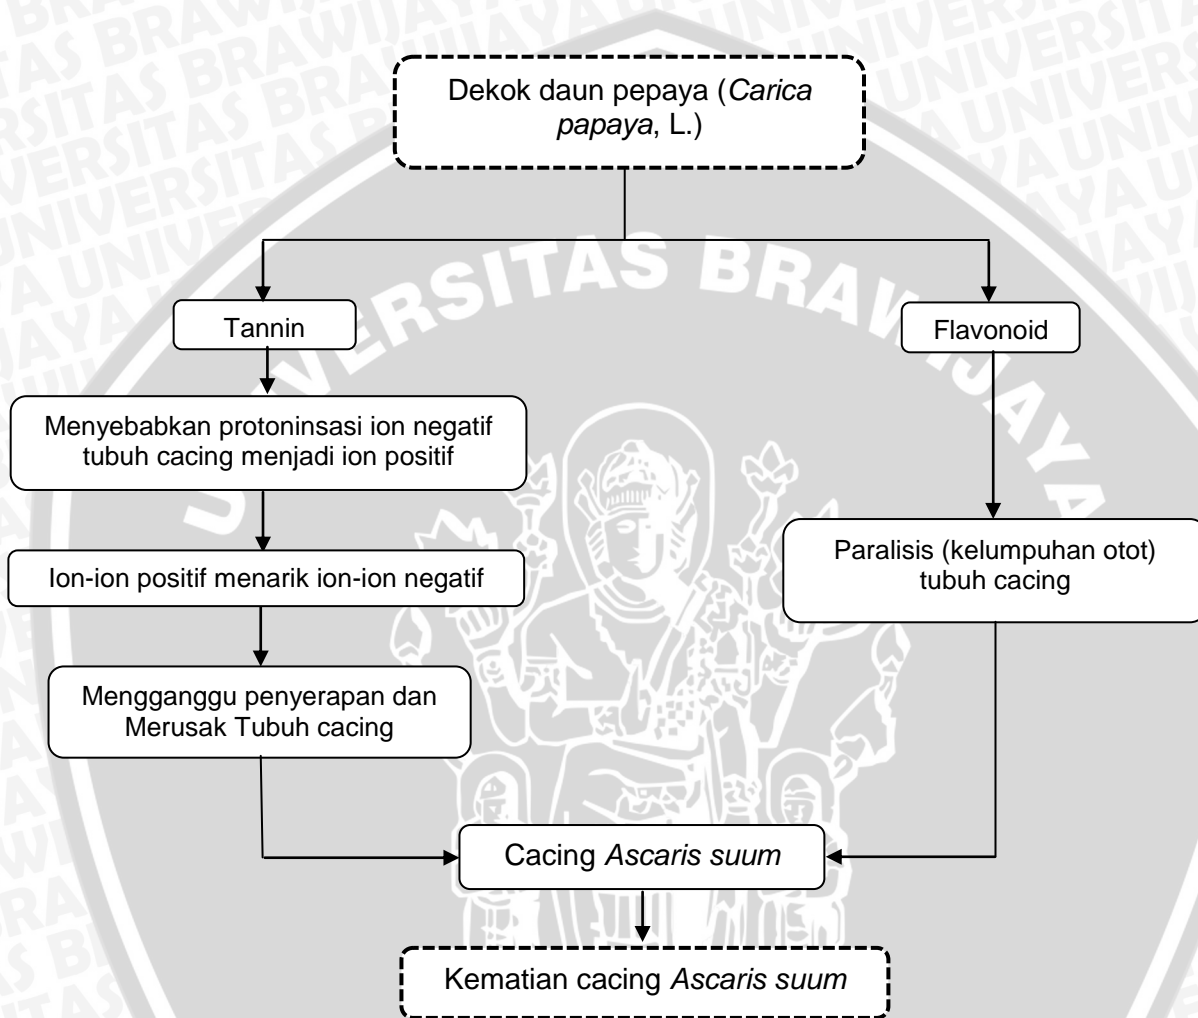 Dekok daun pepaya (Carica
papaya, L.)
Tannin
Flavonoid
Menyebabkan protoninsasi ion negatif
tubuh cacing menjadi ion positif
Ion-ion positif menarik ion-ion negatif
Paralisis (kelumpuhan otot)
tubuh cacing
Mengganggu penyerapan dan
Merusak Tubuh cacing
Cacing Ascaris suum
Kematian cacing Ascaris suum
UNIVERSITAS BRAWIJAYA